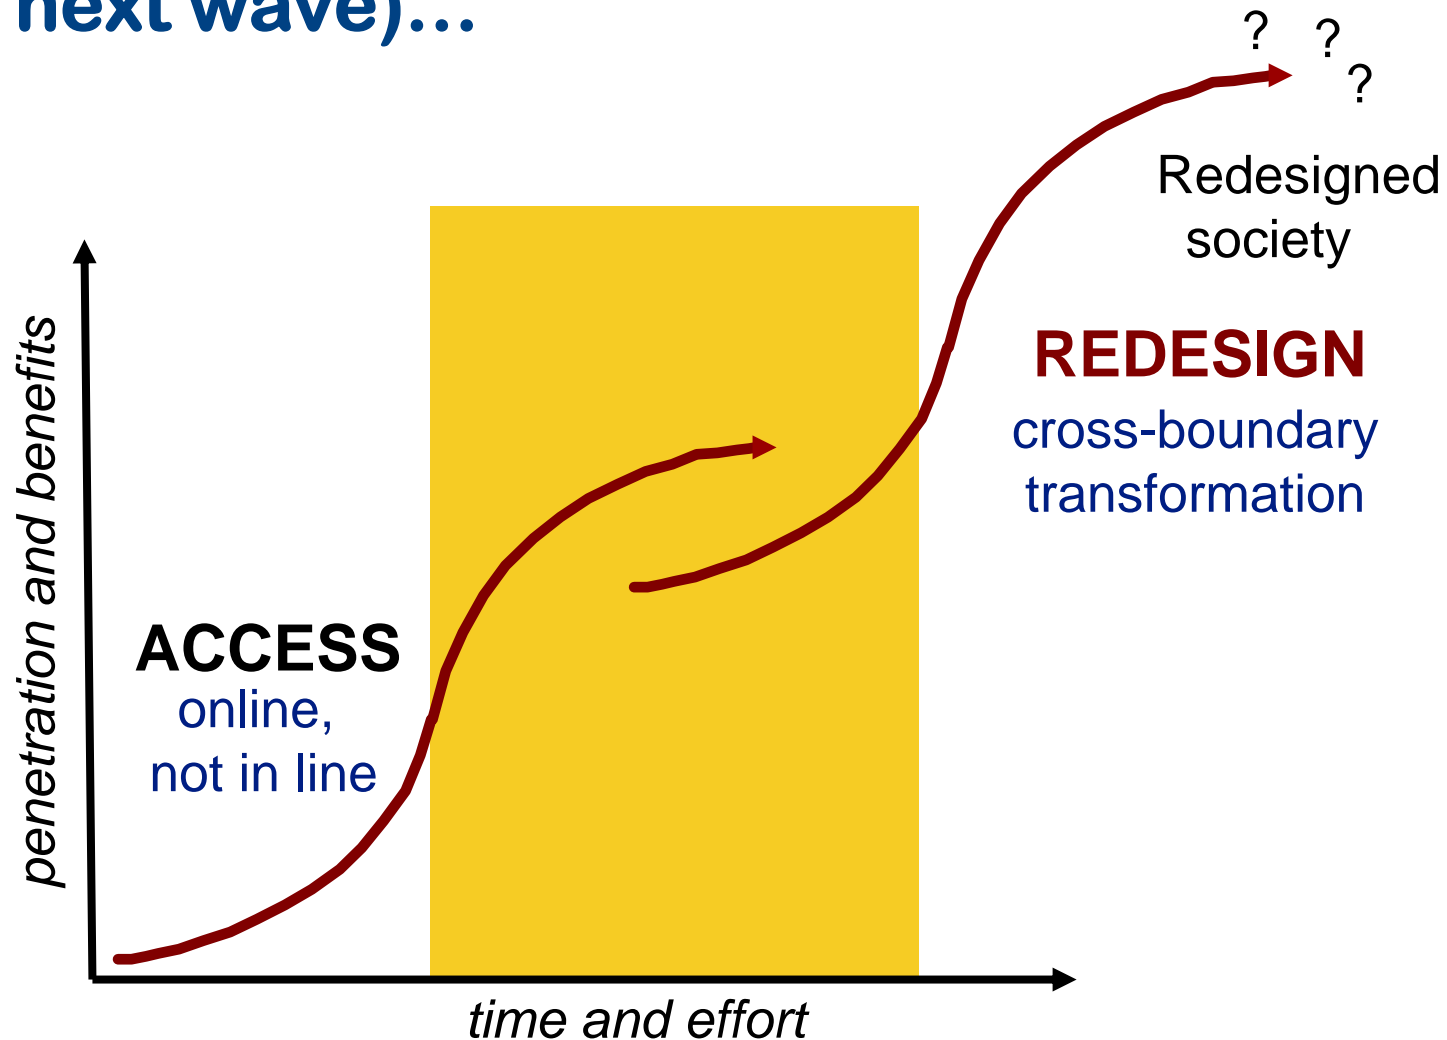 next wave)...
? ?
?
Redesigned
society
REDESIGN
cross-boundary
transformation
penetration and benefits
ACCESS
online,
not in line
time and effort